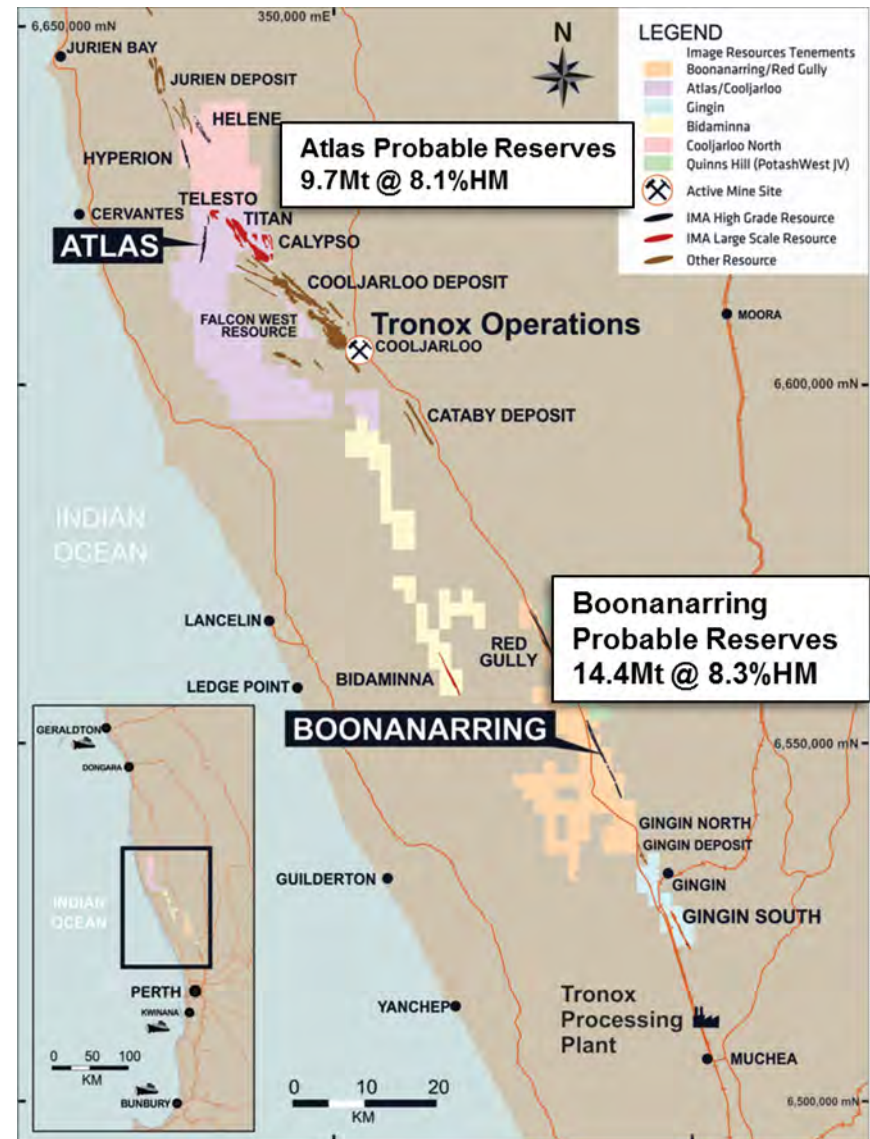 6,650,000 mN
350,000 mE
JURIEN BAY
JURIEN DEPOSIT
HELENE
HYPERION
N
LEGEND
Image Resources Tenements
Boonanarring/Red Gully
Atlas/Cooljarloo
Gingin
Bidaminna
Cooljarloo North
Quinns Hill (PotashWest JV)
Active Mine Site
IMA High Grade Resource
IMA Large Scale Resource
Other Resource
Atlas Probable Reserves
9.7Mt @ 8.1%HM
TELESTO
CERVANTES
TITAN
ATLAS
CALYPSO
COOLJARLOO DEPOSIT
FALCON WEST
RESOURCE
Tronox Operations
COOLJARLOO
MOORA
6,600,000 mN
CATABY DEPOSIT
INDIAN
OCEAN
LANCELIN
RED
GULLY
Boonanarring
Probable Reserves
14.4Mt @ 8.3%HM
BIDAMINNA
LEDGE POINT
BOONANARRING
6,550,000 mN
GINGIN NORTH
GINGIN DEPOSIT
GUILDERTON
GINGIN
GINGIN SOUTH
YANCHEP
Tronox
Processing
Plant
MUCHEA
6,500,000 mN
0 10 20
KM
GERALDTON
DONGARA
INDIAN
OCEAN
PERTH
KWINANA
0 50 100
KM
BUNBURY